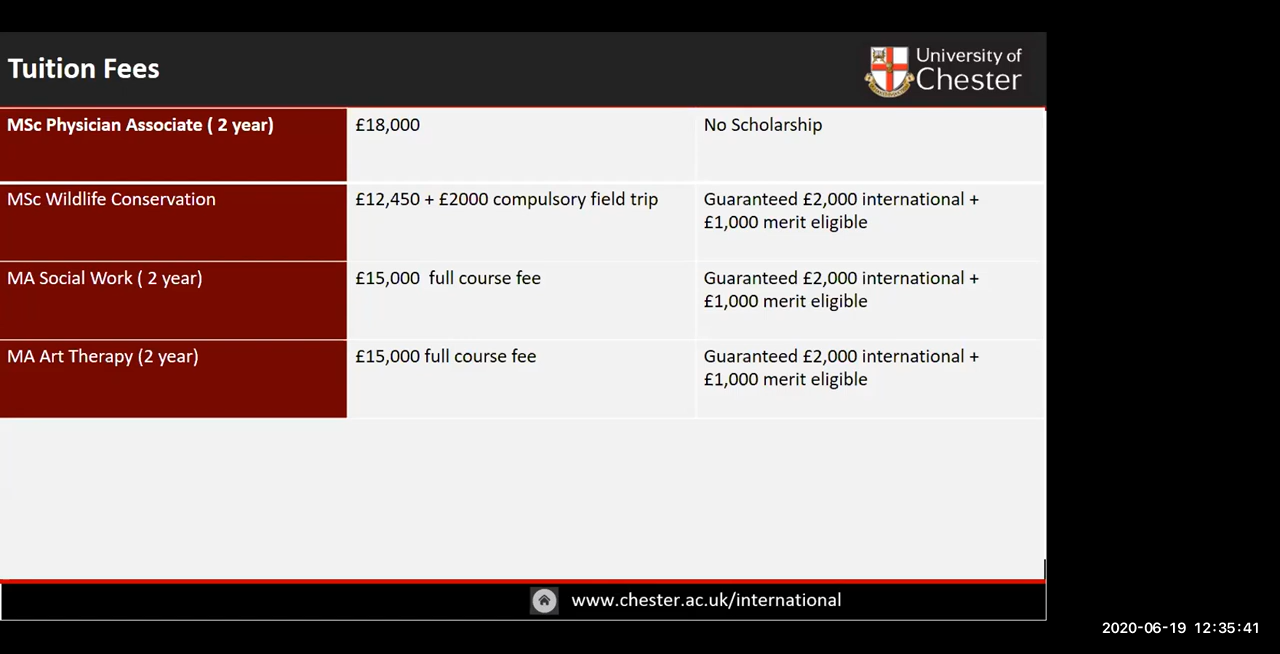 Tuition Fees
University of
Chester
MSc Physician Associate ( 2 year)
£18,000
No Scholarship
MSc Wildlife Conservation
£12,450 + £2000 compulsory field trip
Guaranteed £2,000 international +
£1,000 merit eligible
MA Social Work ( 2 year)
£15,000  full course fee
Guaranteed £2,000 international +
£1,000 merit eligible
MA Art Therapy (2 year)
£15,000 full course fee
Guaranteed £2,000 international +
£1,000 merit eligible
www.chester.ac.uk/international
2020-06-19 12:35:41